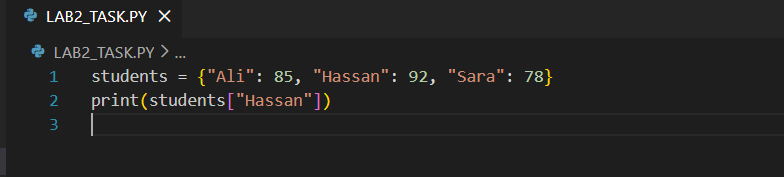 LAB2_TASK.PY ×
LAB2_TASK.PY > ...
1 students = {"Ali": 85, "Hassan": 92, "Sara": 78}
2 print(students["Hassan"])
3